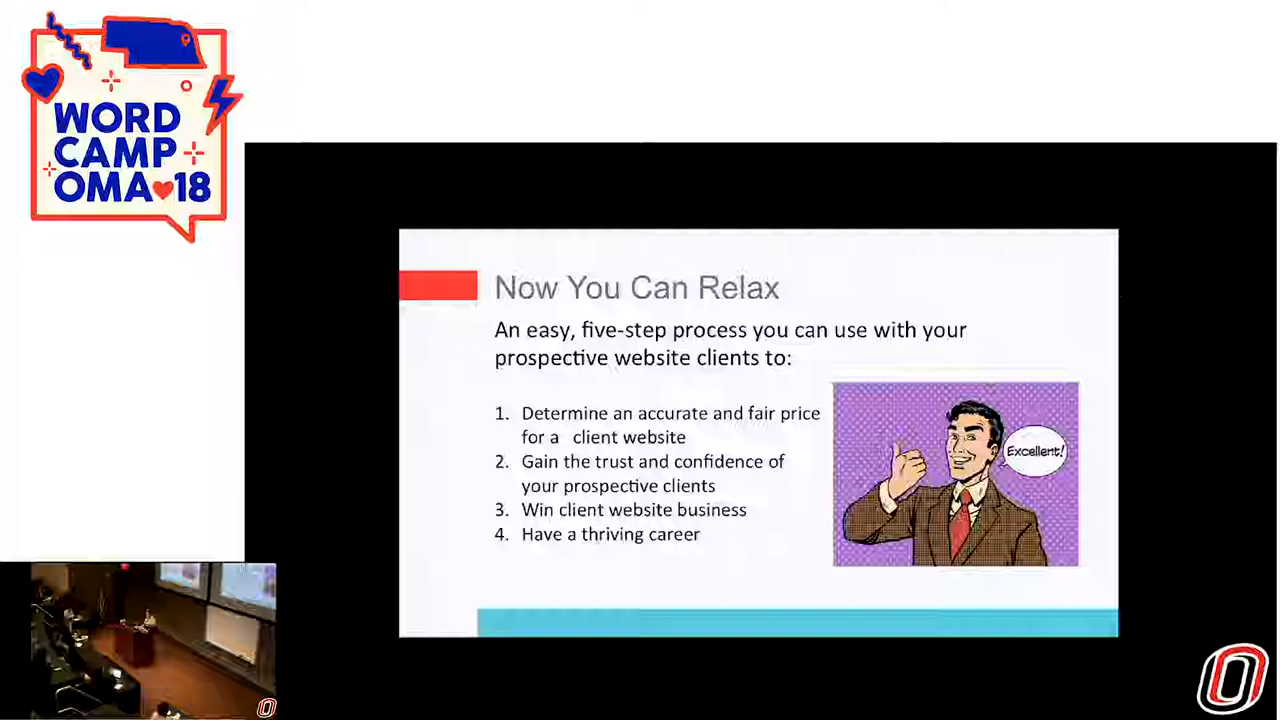 WORD
CAMP
OMA 18
Now You Can Relax
An easy, five-step process you can use with your
prospective website clients to:
1. Determine an accurate and fair price
for a client website
2. Gain the trust and confidence of
your prospective clients
3. Win client website business
4. Have a thriving career
Excellent!
O
O